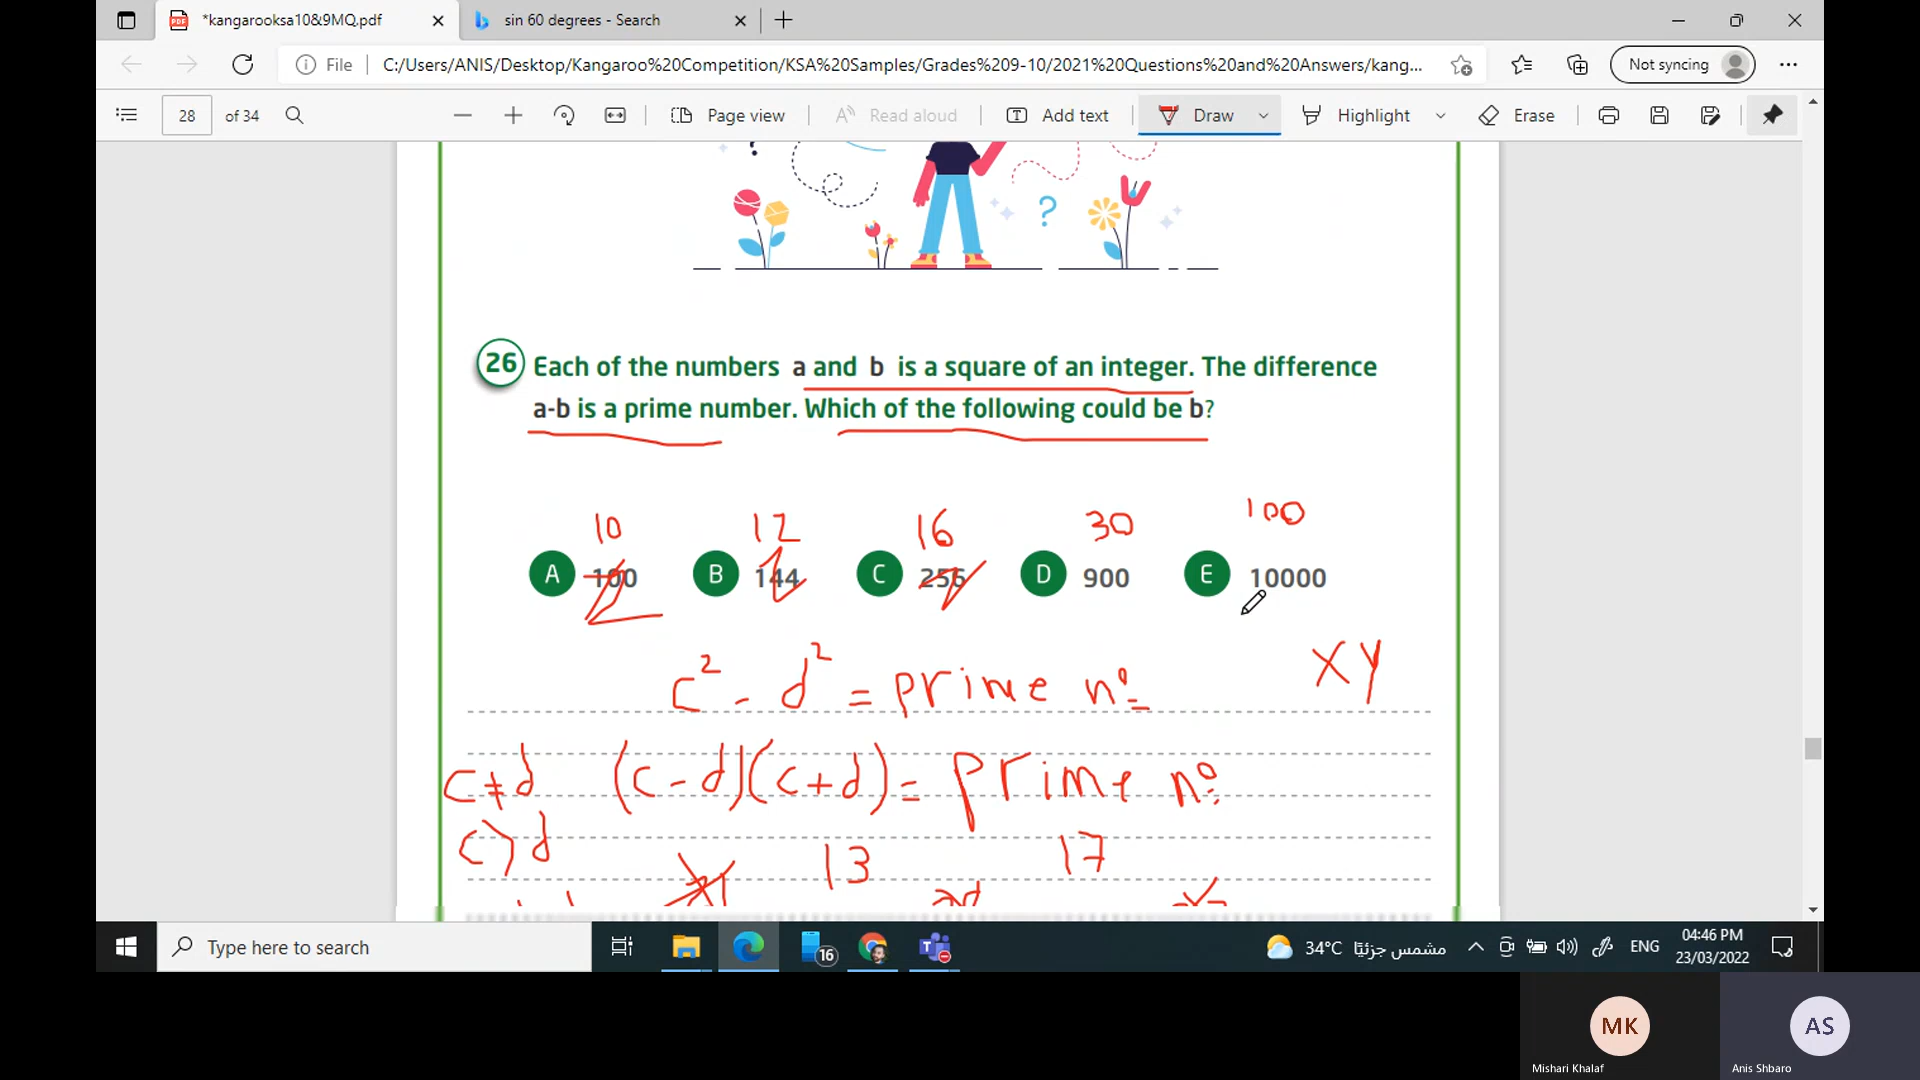 *kangarooksa10&9MQ.pdf
sin 60 degrees - Search
File
C:/Users/ANIS/Desktop/Kangaroo%20Competition/KSA%20Samples/Grades%209-10/2021%20Questions%20and%20Answers/kang...
Not syncing
28 of 34
Page view
Read aloud
Add text
Draw
Highlight
Erase
?
26 Each of the numbers a and b is a square of an integer. The difference
a-b is a prime number. Which of the following could be b?
10 12 16 30 100
A 100 B 144 C 256 D 900 E 10000
c² - d² = prime nº
XY
c≠d (c-d)(c+d) = prime nº
c>d
13 17
Type here to search
16
34°C مشمس جزئيًا
ENG
04:46 PM
23/03/2022
MK
AS
Mishari Khalaf
Anis Shbaro